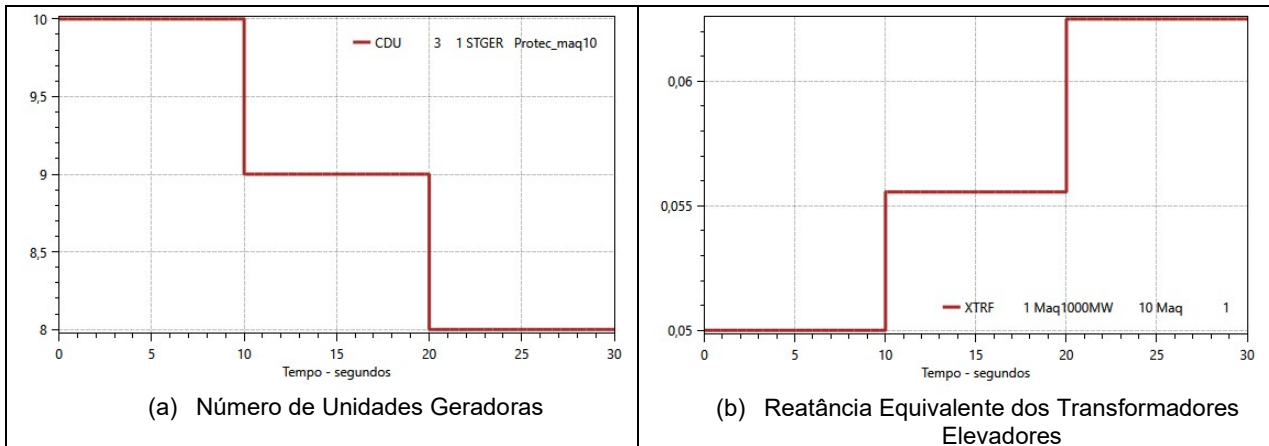 10
9,5
9
8,5
8
CDU 3 1 STGER Protec_maq10
0 5 10 15 20 25 30
Tempo - segundos
(a) Número de Unidades Geradoras
0,06
0,055
0,05
XTRF 1 Maq1000MW 10 Maq 1
0 5 10 15 20 25 30
Tempo - segundos
(b) Reatância Equivalente dos Transformadores
Elevadores